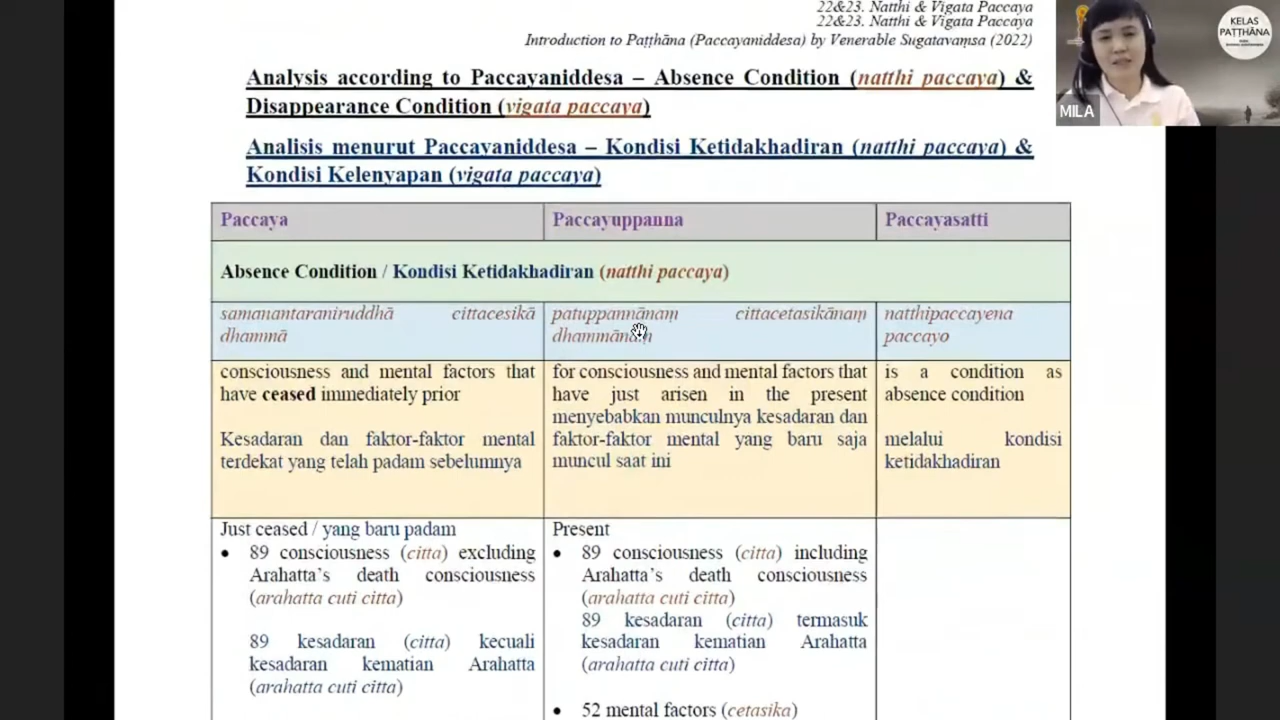 22&23. Natthi & Vigata Paccaya
22&23. Natthi & Vigata Paccaya
Introduction to Paṭṭhāna (Paccayaniddesa) by Venerable Sugatavaṃsa (2022)
KELAS
PAṬṬHĀNA
MILA
Analysis according to Paccayaniddesa – Absence Condition (natthi paccaya) &
Disappearance Condition (vigata paccaya)
Analisis menurut Paccayaniddesa – Kondisi Ketidakhadiran (natthi paccaya) &
Kondisi Kelenyapan (vigata paccaya)
Paccaya
Paccayuppanna
Paccayasatti
Absence Condition / Kondisi Ketidakhadiran (natthi paccaya)
samanantaraniruddhā cittacesikā
dhammā
patuppannānaṃ cittacetasikānaṃ
dhammānaṃ
natthipaccayena
paccayo
consciousness and mental factors that
have ceased immediately prior
Kesadaran dan faktor-faktor mental
terdekat yang telah padam sebelumnya
for consciousness and mental factors that
have just arisen in the present
menyebabkan munculnya kesadaran dan
faktor-faktor mental yang baru saja
muncul saat ini
is a condition as
absence condition
melalui kondisi
ketidakhadiran
Just ceased / yang baru padam
• 89 consciousness (citta) excluding
Arahatta’s death consciousness
(arahatta cuti citta)
89 kesadaran (citta) kecuali
kesadaran kematian Arahatta
(arahatta cuti citta)
Present
• 89 consciousness (citta) including
Arahatta’s death consciousness
(arahatta cuti citta)
89 kesadaran (citta) termasuk
kesadaran kematian Arahatta
(arahatta cuti citta)
• 52 mental factors (cetasika)